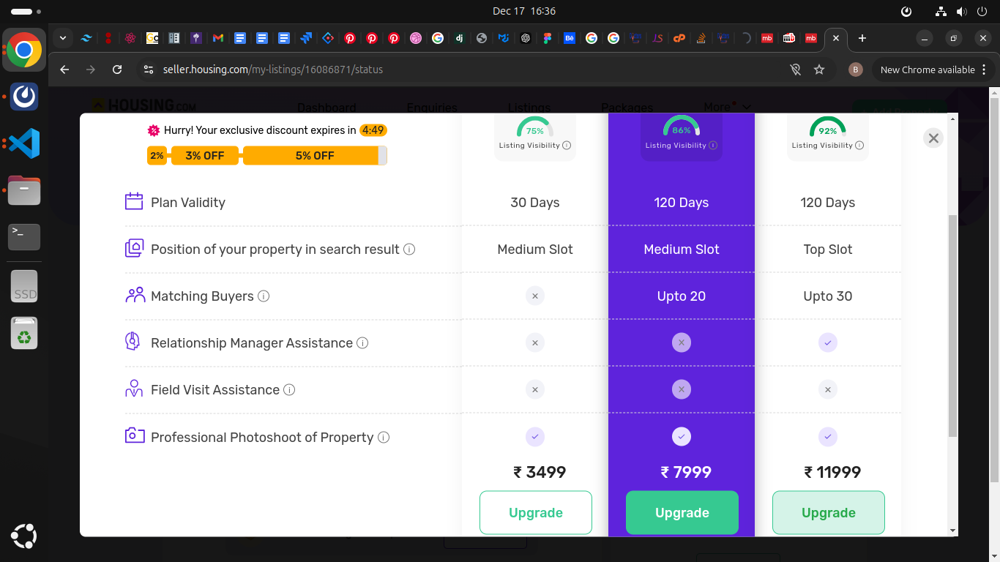 Dec 17 16:36
seller.housing.com/my-listings/16086871/status
B
New Chrome available
HOUSING.COM
Dashboard
Enquiries
Listings
Packages
More
Hurry! Your exclusive discount expires in 4:49
2% 3% OFF 5% OFF
75%
Listing Visibility
86%
Listing Visibility
92%
Listing Visibility
Plan Validity 30 Days 120 Days 120 Days
Position of your property in search result Medium Slot Medium Slot Top Slot
Matching Buyers Upto 20 Upto 30
Relationship Manager Assistance
Field Visit Assistance
Professional Photoshoot of Property
₹ 3499 ₹ 7999 ₹ 11999
Upgrade Upgrade Upgrade
SSD